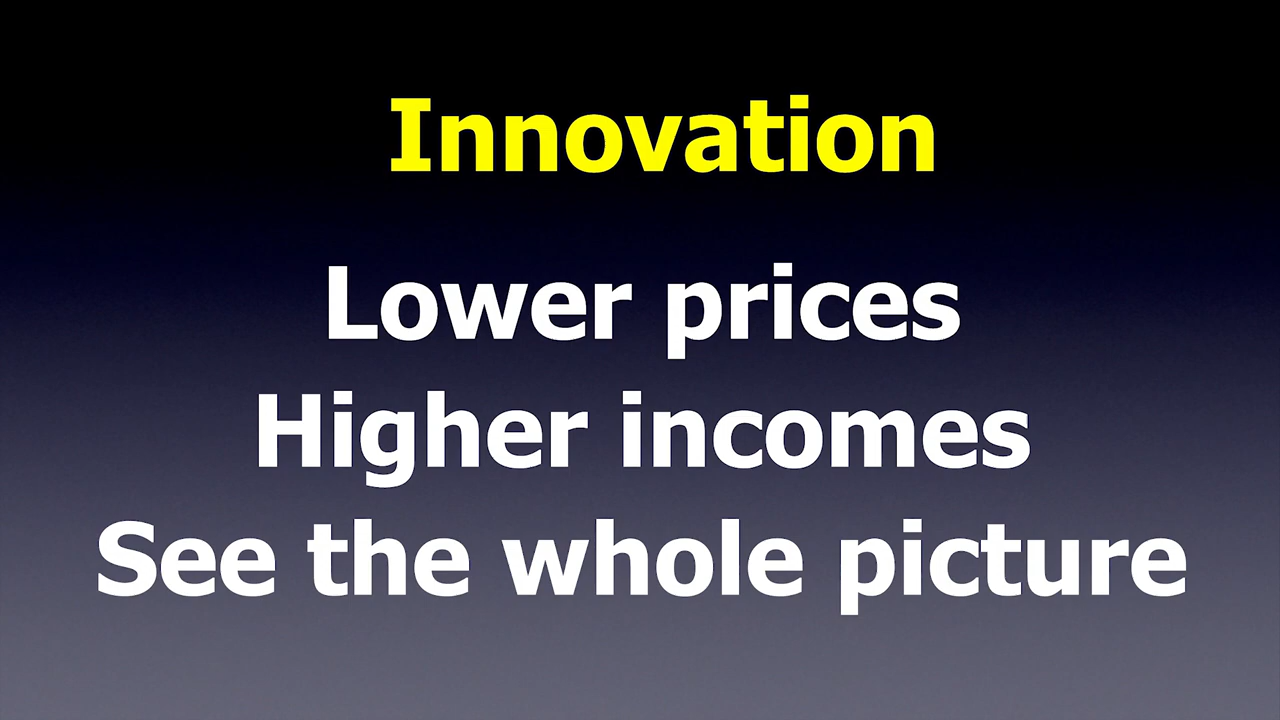 Innovation
Lower prices
Higher incomes
See the whole picture